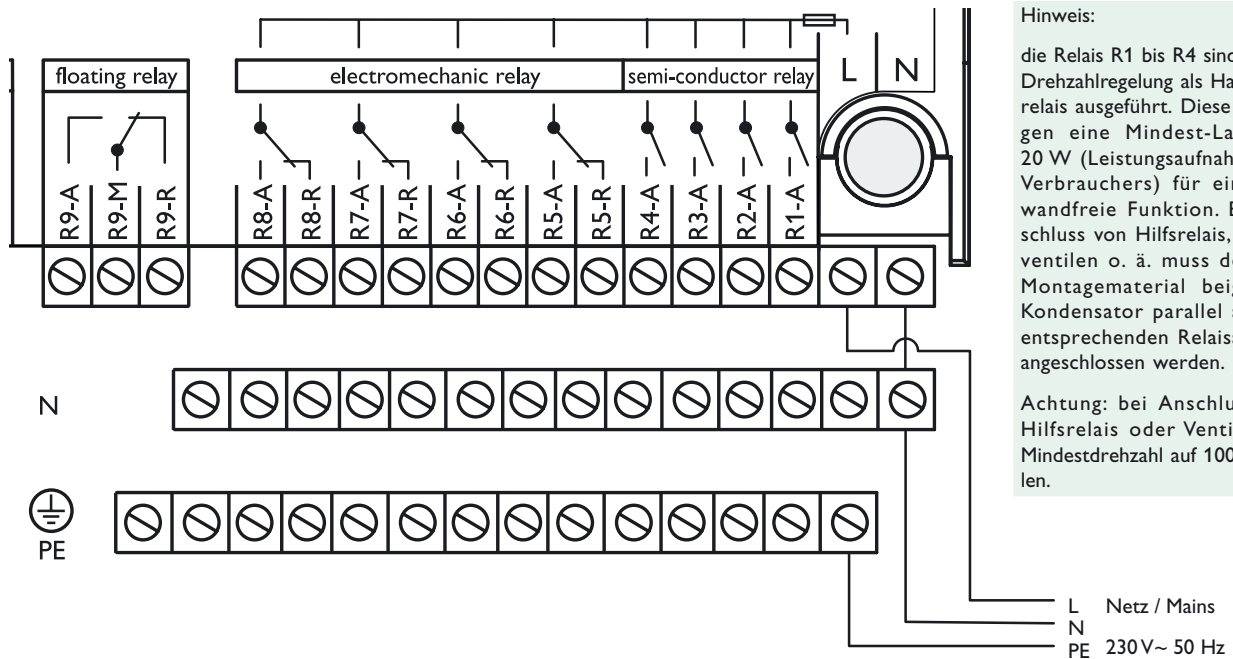 floating relay
electromechanic relay
semi-conductor relay
L
N
R9-A
R9-M
R9-R
R8-A
R8-R
R7-A
R7-R
R6-A
R6-R
R5-A
R5-R
R4-A
R3-A
R2-A
R1-A
N
PE
L Netz / Mains
N
PE 230 V~ 50 Hz
Hinweis:
die Relais R1 bis R4 sind
Drehzahlregelung als Ha
relais ausgeführt. Diese
gen eine Mindest-La
20 W (Leistungsaufnah
Verbrauchers) für ein
wandfreie Funktion. B
schluss von Hilfsrelais,
ventilen o. ä. muss de
Montagematerial beig
Kondensator parallel
entsprechenden Relais
angeschlossen werden.
Achtung: bei Anschlu
Hilfsrelais oder Venti
Mindestdrehzahl auf 100
len.